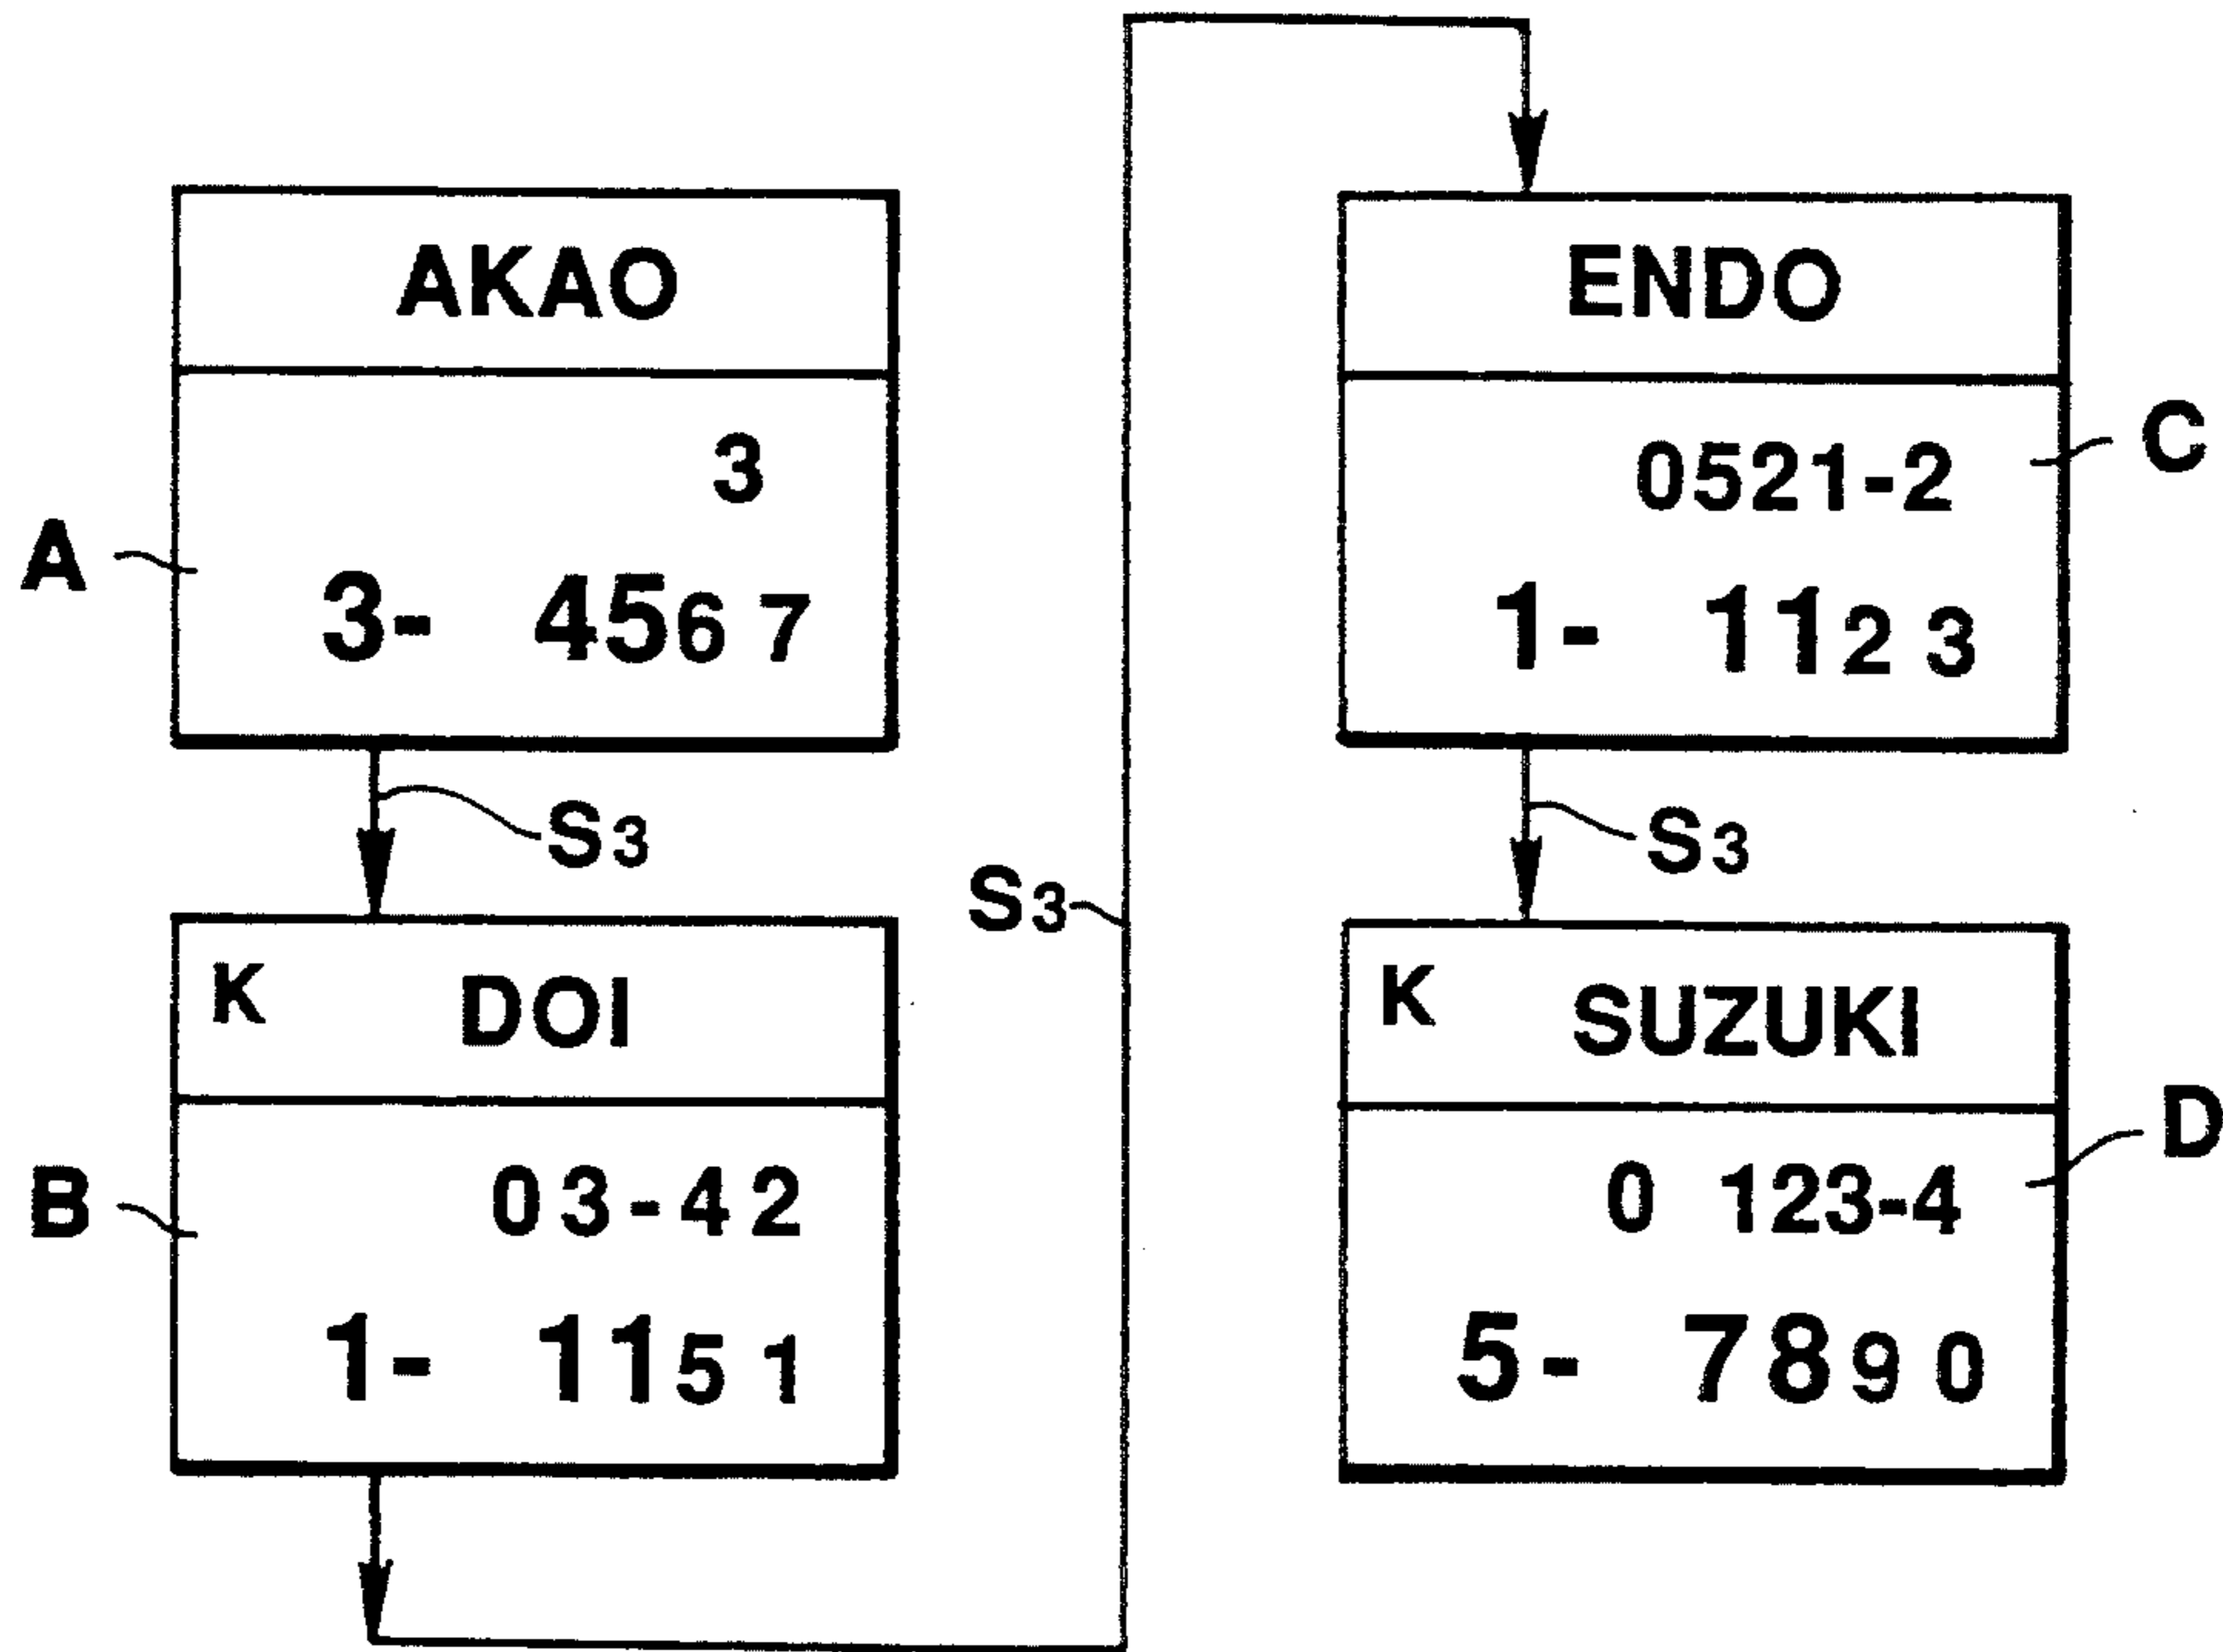 AKAO
3
A
3- 4567
S3
K DOI
B
03-42
1- 1151
S3
ENDO
C
0521-2
1- 1123
S3
K SUZUKI
D
0 123-4
5- 7890